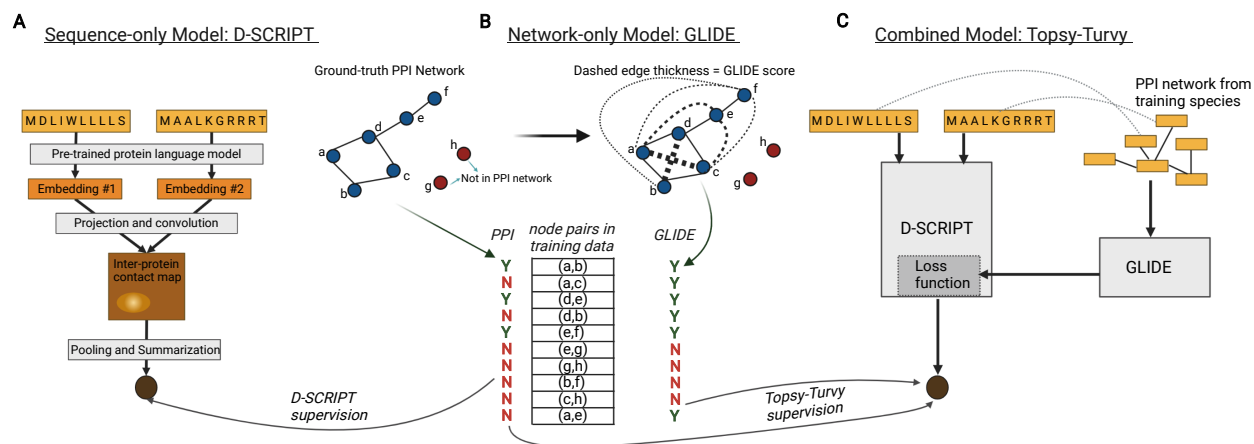 A
Sequence-only Model: D-SCRIPT
MDLIWLLLLS
MAALKGRRRT
Pre-trained protein language model
Embedding #1
Embedding #2
Projection and convolution
Inter-protein
contact map
Pooling and Summarization
D-SCRIPT
supervision
B
Network-only Model: GLIDE
Ground-truth PPI Network
f
e
d
a
h
c
Not in PPI network
g
b
Dashed edge thickness = GLIDE score
f
e
d
h
a
c
g
b
PPI
node pairs in
training data
GLIDE
Y (a,b) Y
N (a,c) Y
Y (d,e) Y
N (d,b) Y
Y (e,f) Y
N (e,g) N
N (g,h) N
N (b,f) N
N (c,h) N
N (a,e) Y
Topsy-Turvy
supervision
C
Combined Model: Topsy-Turvy
PPI network from
training species
MDLIWLLLLS
MAALKGRRRT
D-SCRIPT
Loss
function
GLIDE